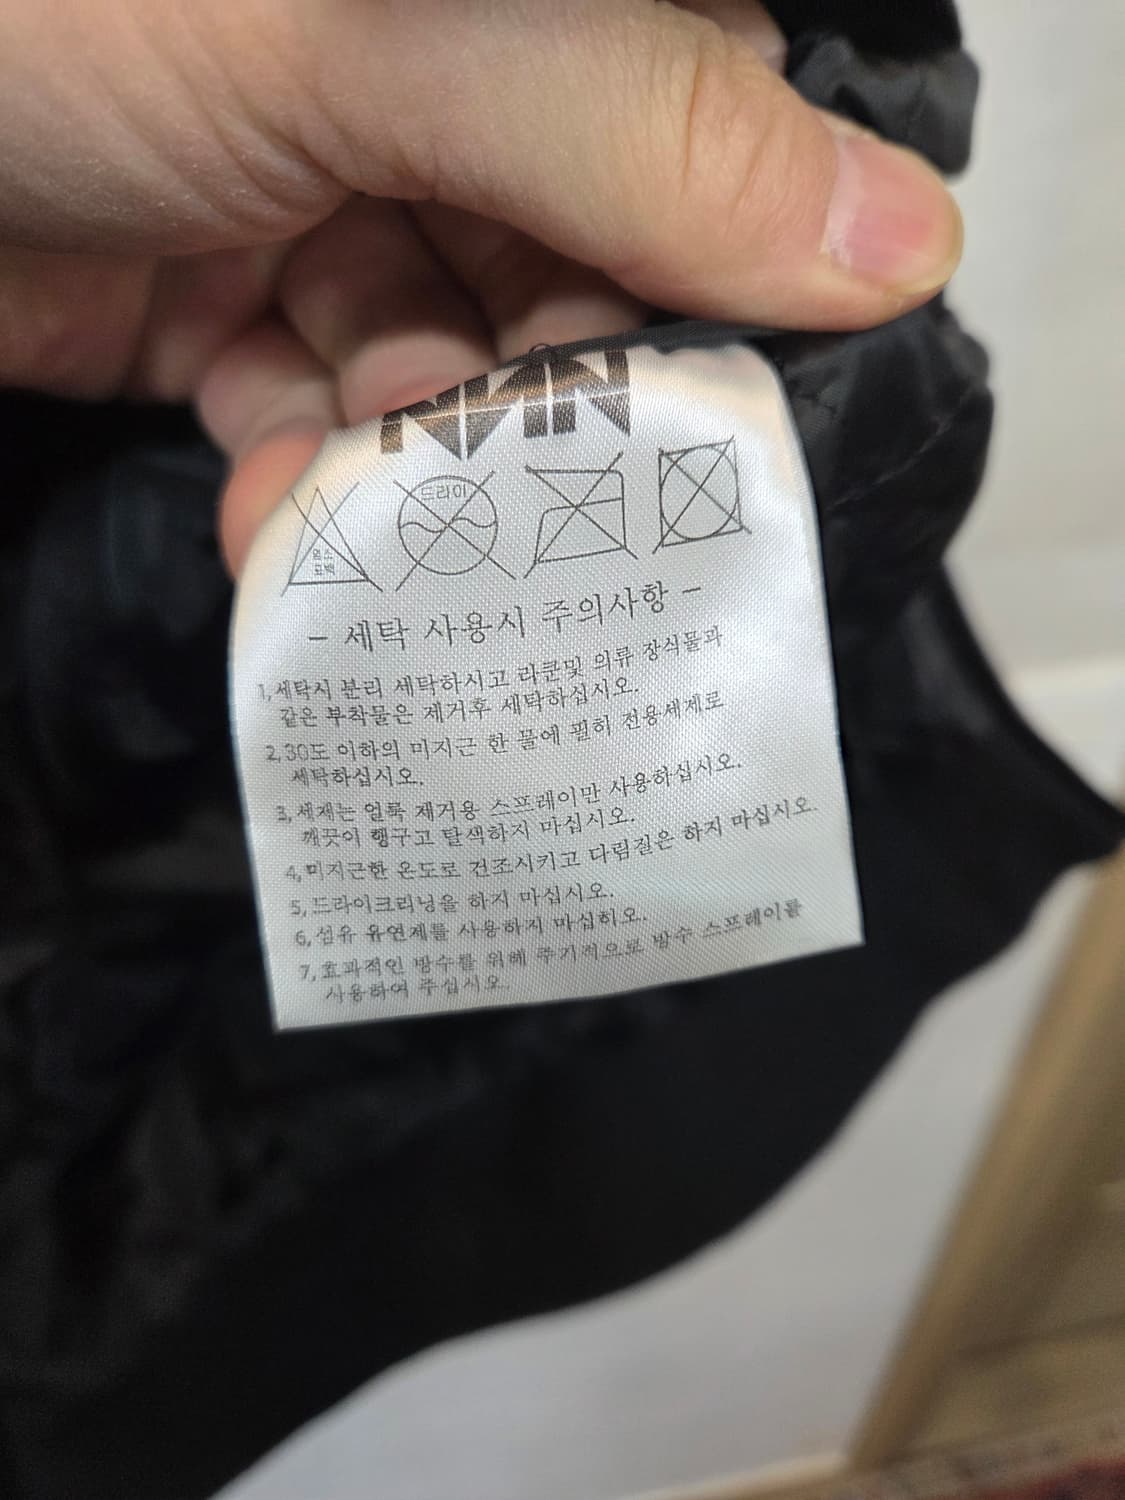 드라이
염소
표백
- 세탁 사용시 주의사항 -
1,세탁시 분리 세탁하시고 라쿤및 의류 장식물과
같은 부착물은 제거후 세탁하십시오.
2,30도 이하의 미지근 한 물에 필히 전용세제로
세탁하십시오.
3,세재는 얼룩 제거용 스프레이만 사용하십시오.
깨끗이 행구고 탈색하지 마십시오.
4,미지근한 온도로 건조시키고 다림질은 하지 마십시오.
5,드라이크리닝을 하지 마십시오.
6,섬유 유연제를 사용하지 마십히오.
7,효과적인 방수를 위해 주기적으로 방수 스프레이를
사용하여 주십시오.